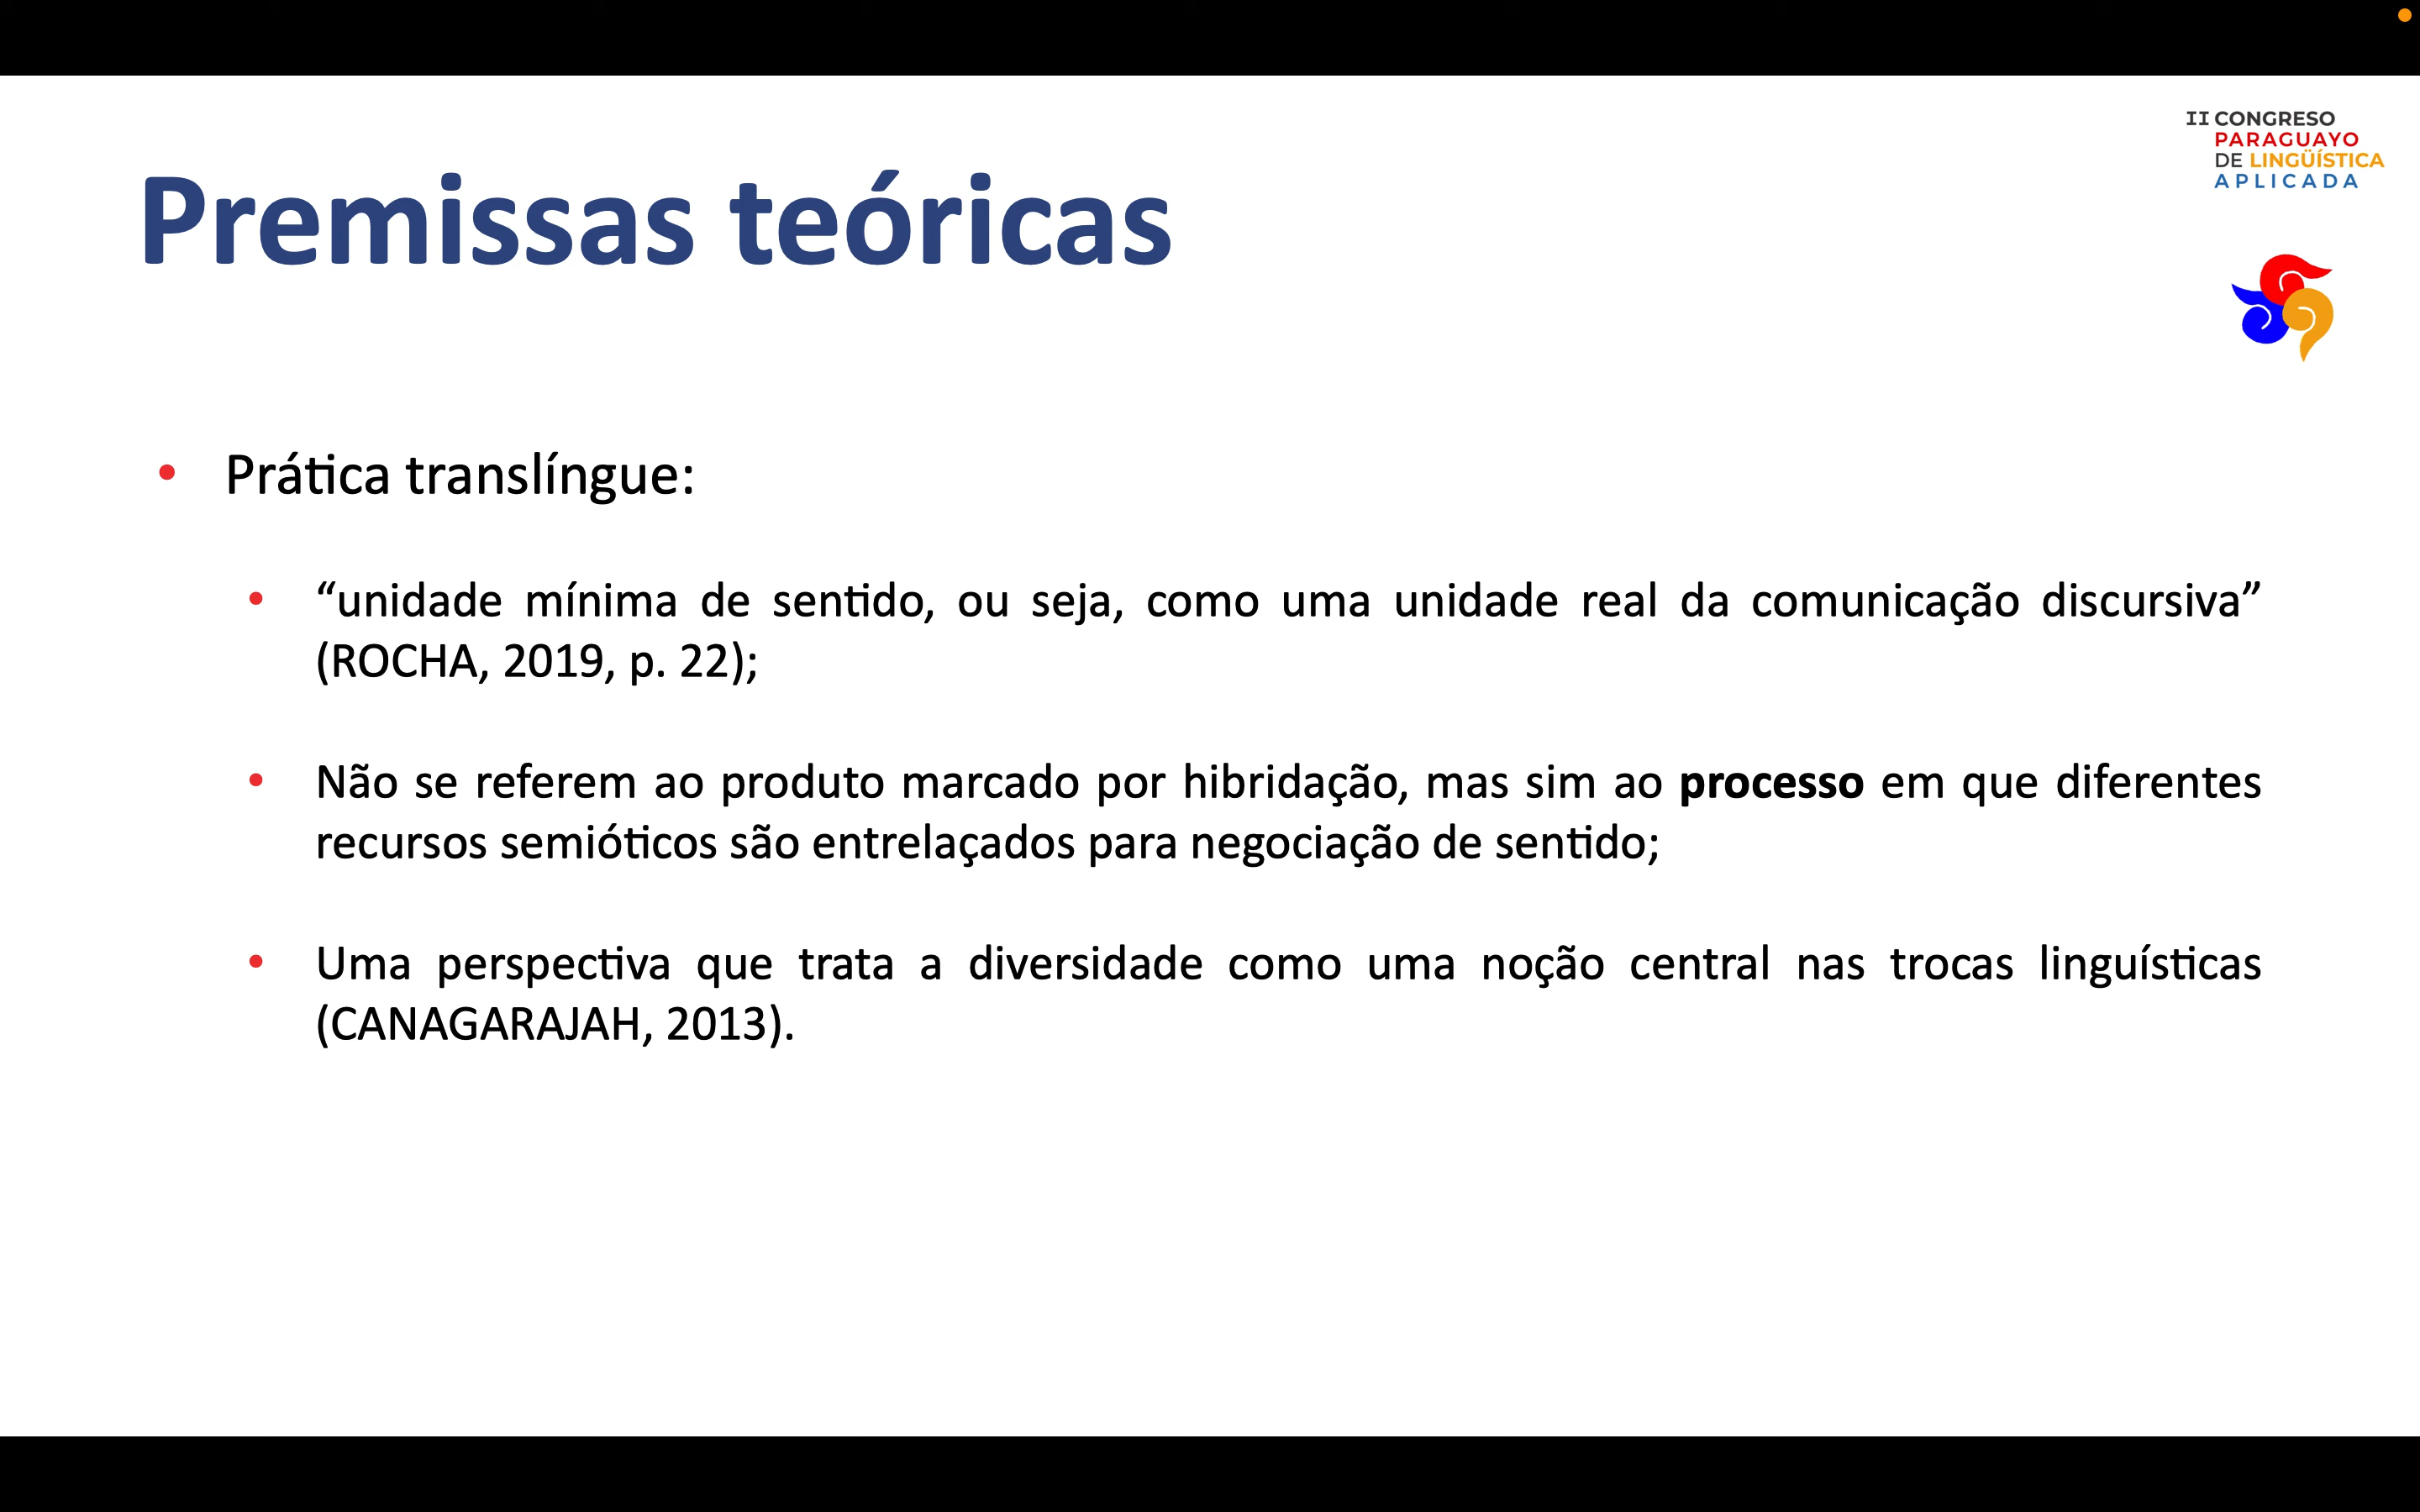 II CONGRESO
PARAGUAYO
DE LINGÜÍSTICA
APLICADA
Premissas teóricas
• Prática translíngue:
• “unidade mínima de sentido, ou seja, como uma unidade real da comunicação discursiva”
(ROCHA, 2019, p. 22);
• Não se referem ao produto marcado por hibridação, mas sim ao processo em que diferentes
recursos semióticos são entrelaçados para negociação de sentido;
• Uma perspectiva que trata a diversidade como uma noção central nas trocas linguísticas
(CANAGARAJAH, 2013).